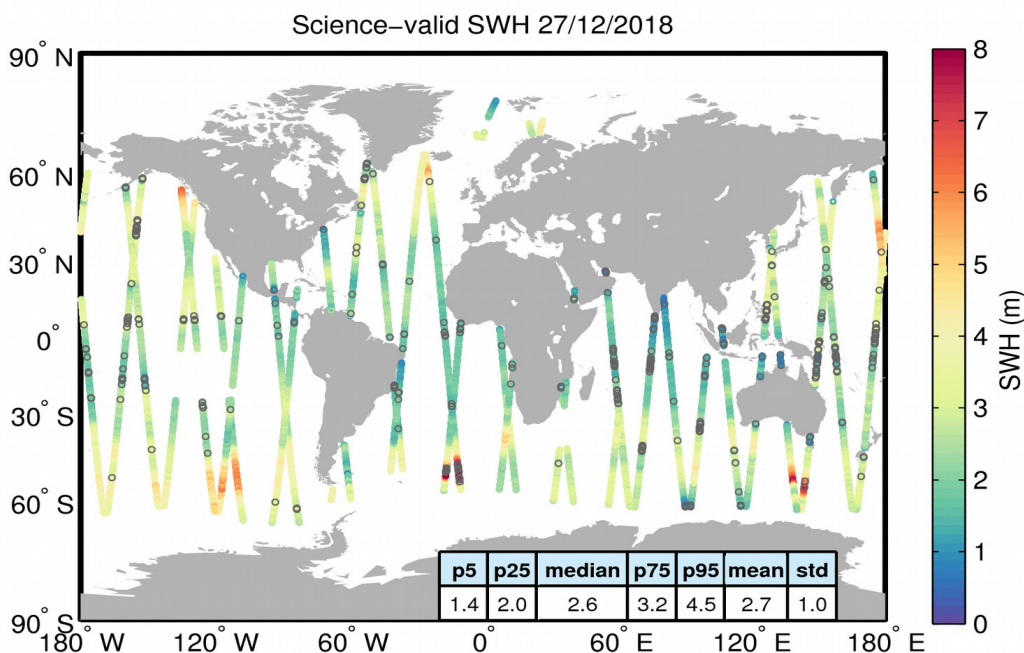 Science−valid SWH 27/12/2018
90° N
60° N
30° N
0°
30° S
60° S
90° S
180° W
120° W
60° W
0°
60° E
120° E
180° E
p5 p25 median p75 p95 mean std
1.4 2.0 2.6 3.2 4.5 2.7 1.0
8
7
6
5
4
3
2
1
0
SWH (m)